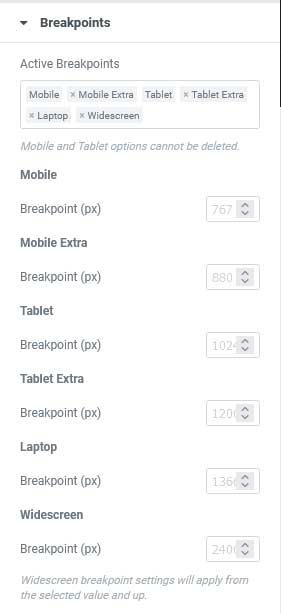 Breakpoints
Active Breakpoints
Mobile × Mobile Extra Tablet × Tablet Extra
× Laptop × Widescreen
Mobile and Tablet options cannot be deleted.
Mobile
Breakpoint (px) 767
Mobile Extra
Breakpoint (px) 880
Tablet
Breakpoint (px) 1024
Tablet Extra
Breakpoint (px) 1200
Laptop
Breakpoint (px) 1366
Widescreen
Breakpoint (px) 2400
Widescreen breakpoint settings will apply from
the selected value and up.